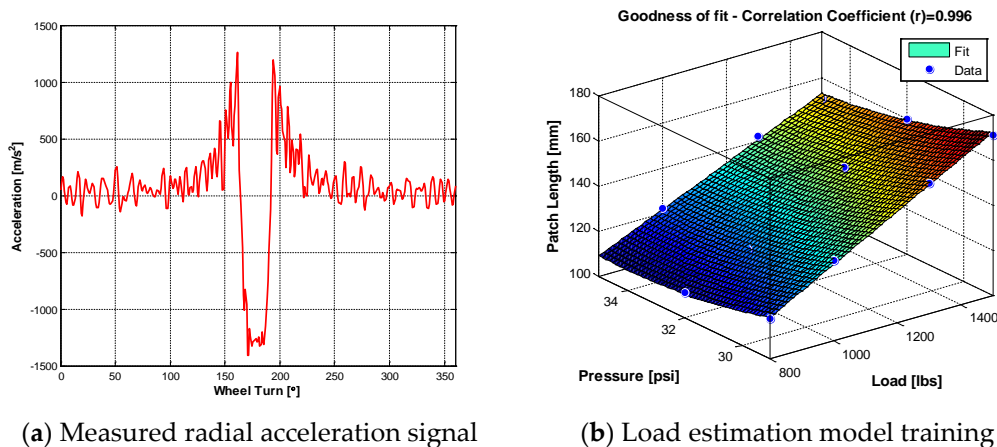 Goodness of fit - Correlation Coefficient (r)=0.996
1500
1000
500
0
-500
-1000
-1500
Acceleration [m/s²]
0 50 100 150 200 250 300 350
Wheel Turn [°]
Fit
Data
180
160
140
120
100
Patch Length [mm]
34
32
30
Pressure [psi]
800
1000
1200
1400
Load [lbs]
(a) Measured radial acceleration signal
(b) Load estimation model training